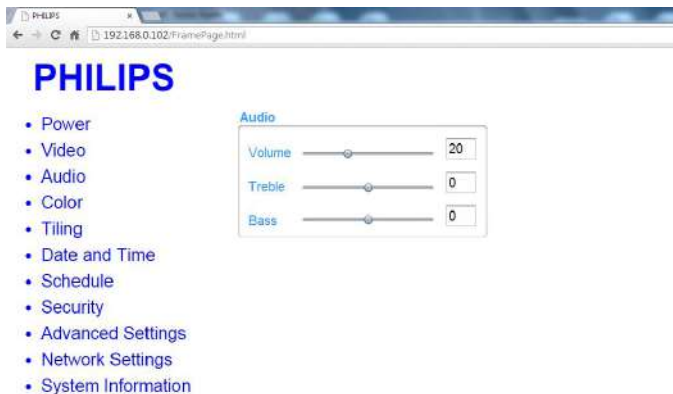 PHILIPS
192.168.0.102/FramePage.html
PHILIPS
• Power
• Video
• Audio
• Color
• Tiling
• Date and Time
• Schedule
• Security
• Advanced Settings
• Network Settings
• System Information
Audio
Volume 20
Treble 0
Bass 0